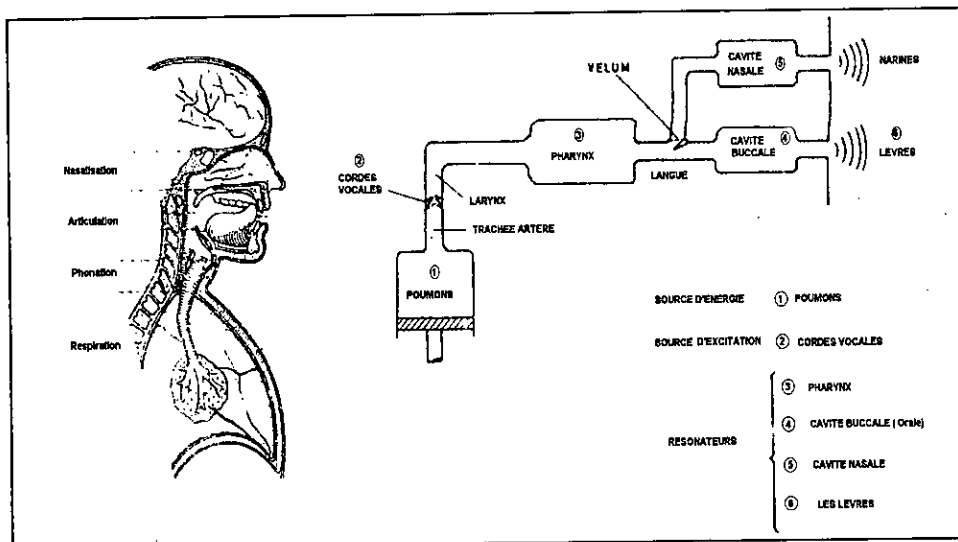 Nasalisation
Articulation
Phonation
Respiration
② CORDES VOCALES
LARYNX
TRACHEE ARTERE
① POUMONS
③ PHARYNX
VELUM
LANGUE
CAVITE NASALE ⑤
CAVITE BUCCALE ④
NARINES
⑥ LEVRES
SOURCE D'ENERGIE ① POUMONS
SOURCE D'EXCITATION ② CORDES VOCALES
RESONATEURS
③ PHARYNX
④ CAVITE BUCCALE ( Orale)
⑤ CAVITE NASALE
⑥ LES LEVRES